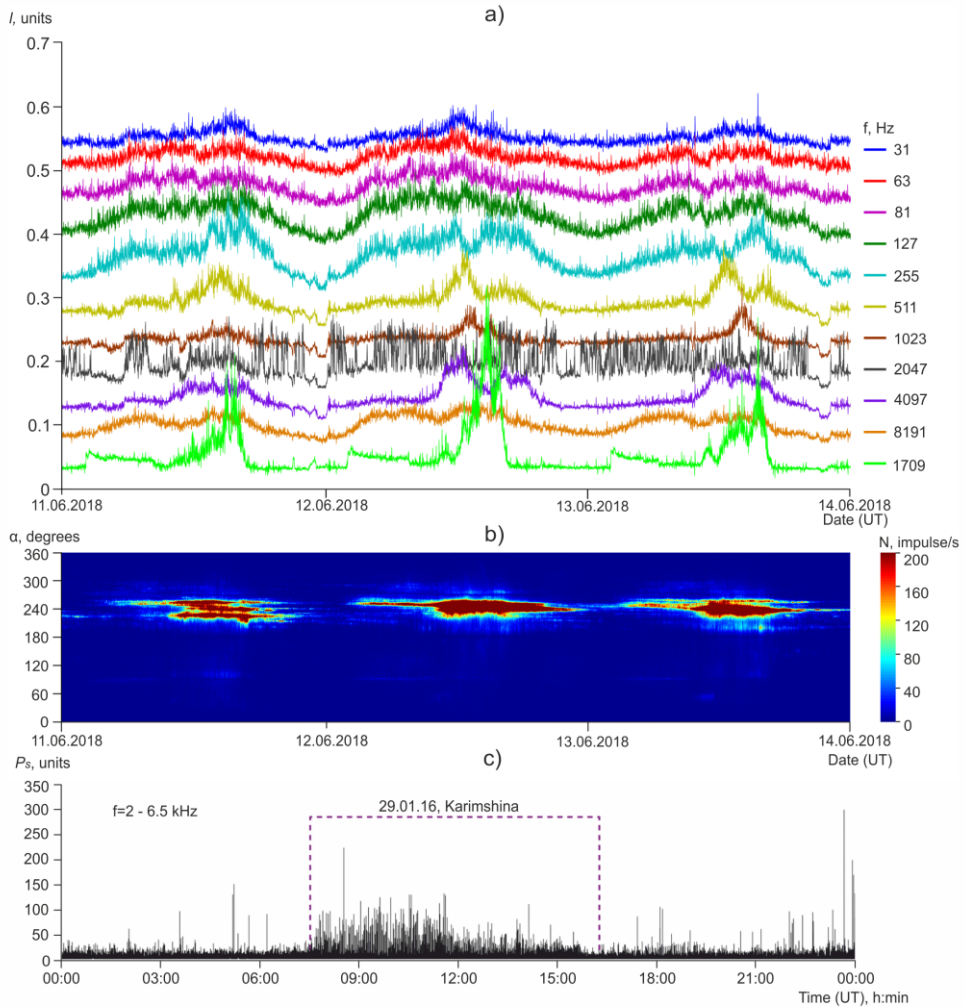 a)
I, units
0.7
0.6
0.5
0.4
0.3
0.2
0.1
0
f, Hz
31
63
81
127
255
511
1023
2047
4097
8191
1709
11.06.2018 12.06.2018 13.06.2018 14.06.2018
Date (UT)
b)
α, degrees
360
300
240
180
120
60
0
N, impulse/s
200
160
120
80
40
0
11.06.2018 12.06.2018 13.06.2018 14.06.2018
Date (UT)
c)
Ps, units
350
300
250
200
150
100
50
0
f=2 - 6.5 kHz
29.01.16, Karimshina
00:00 03:00 06:00 09:00 12:00 15:00 18:00 21:00 00:00
Time (UT), h:min